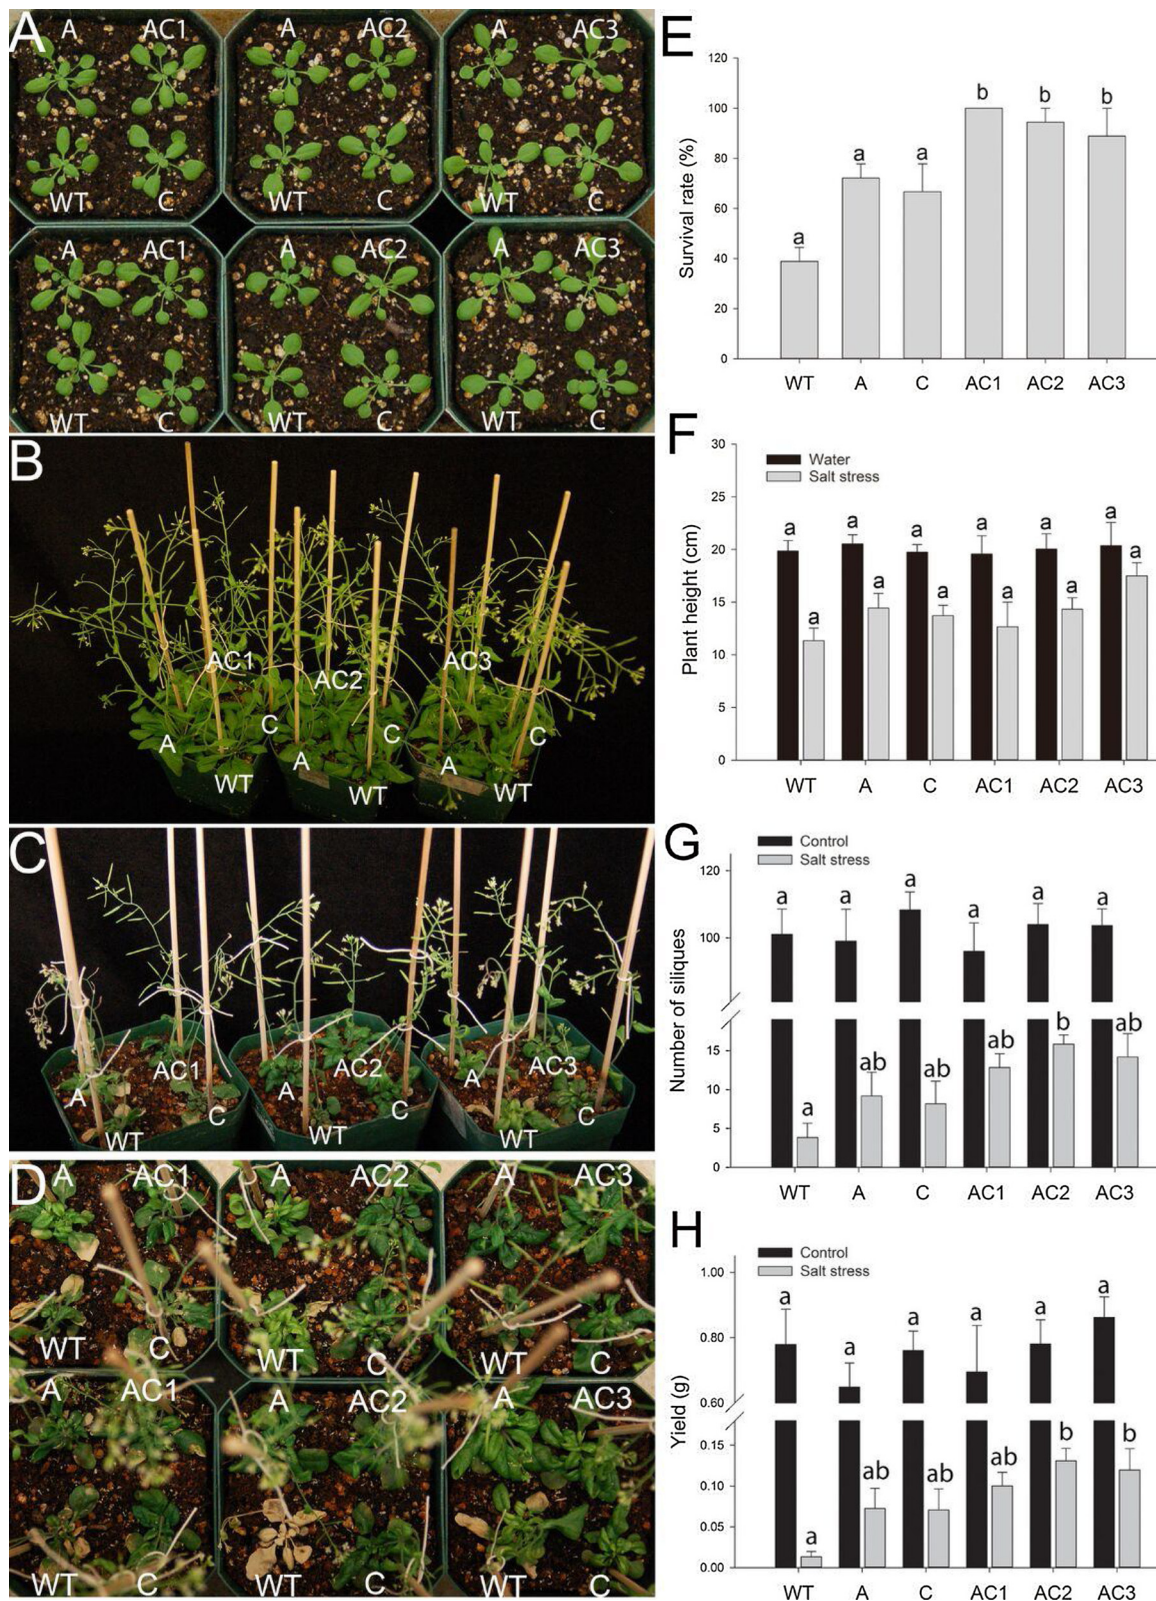 A
A AC1 A AC2 A AC3
WT C WT C WT C
A AC1 A AC2 A AC3
WT C WT C WT C
B
AC1 AC2 AC3
A C A C A C
WT WT WT
C
AC1 AC2 AC3
A C A C A C
WT WT WT
D
A AC1 A AC2 A AC3
WT C WT C WT C
A AC1 A AC2 A AC3
WT C WT C WT C
E
Survival rate (%)
120
100
80
60
40
20
0
a a a b b b
WT A C AC1 AC2 AC3
F
Plant height (cm)
30
25
20
15
10
5
0
Water
Salt stress
a a a a a a
a a a a a a
WT A C AC1 AC2 AC3
G
Number of siliques
120
100
15
10
5
0
Control
Salt stress
a a a a a a
a ab ab ab b ab
WT A C AC1 AC2 AC3
H
Yield (g)
1.00
0.80
0.60
0.15
0.10
0.05
0.00
Control
Salt stress
a a a a a a
a ab ab ab b b
WT A C AC1 AC2 AC3